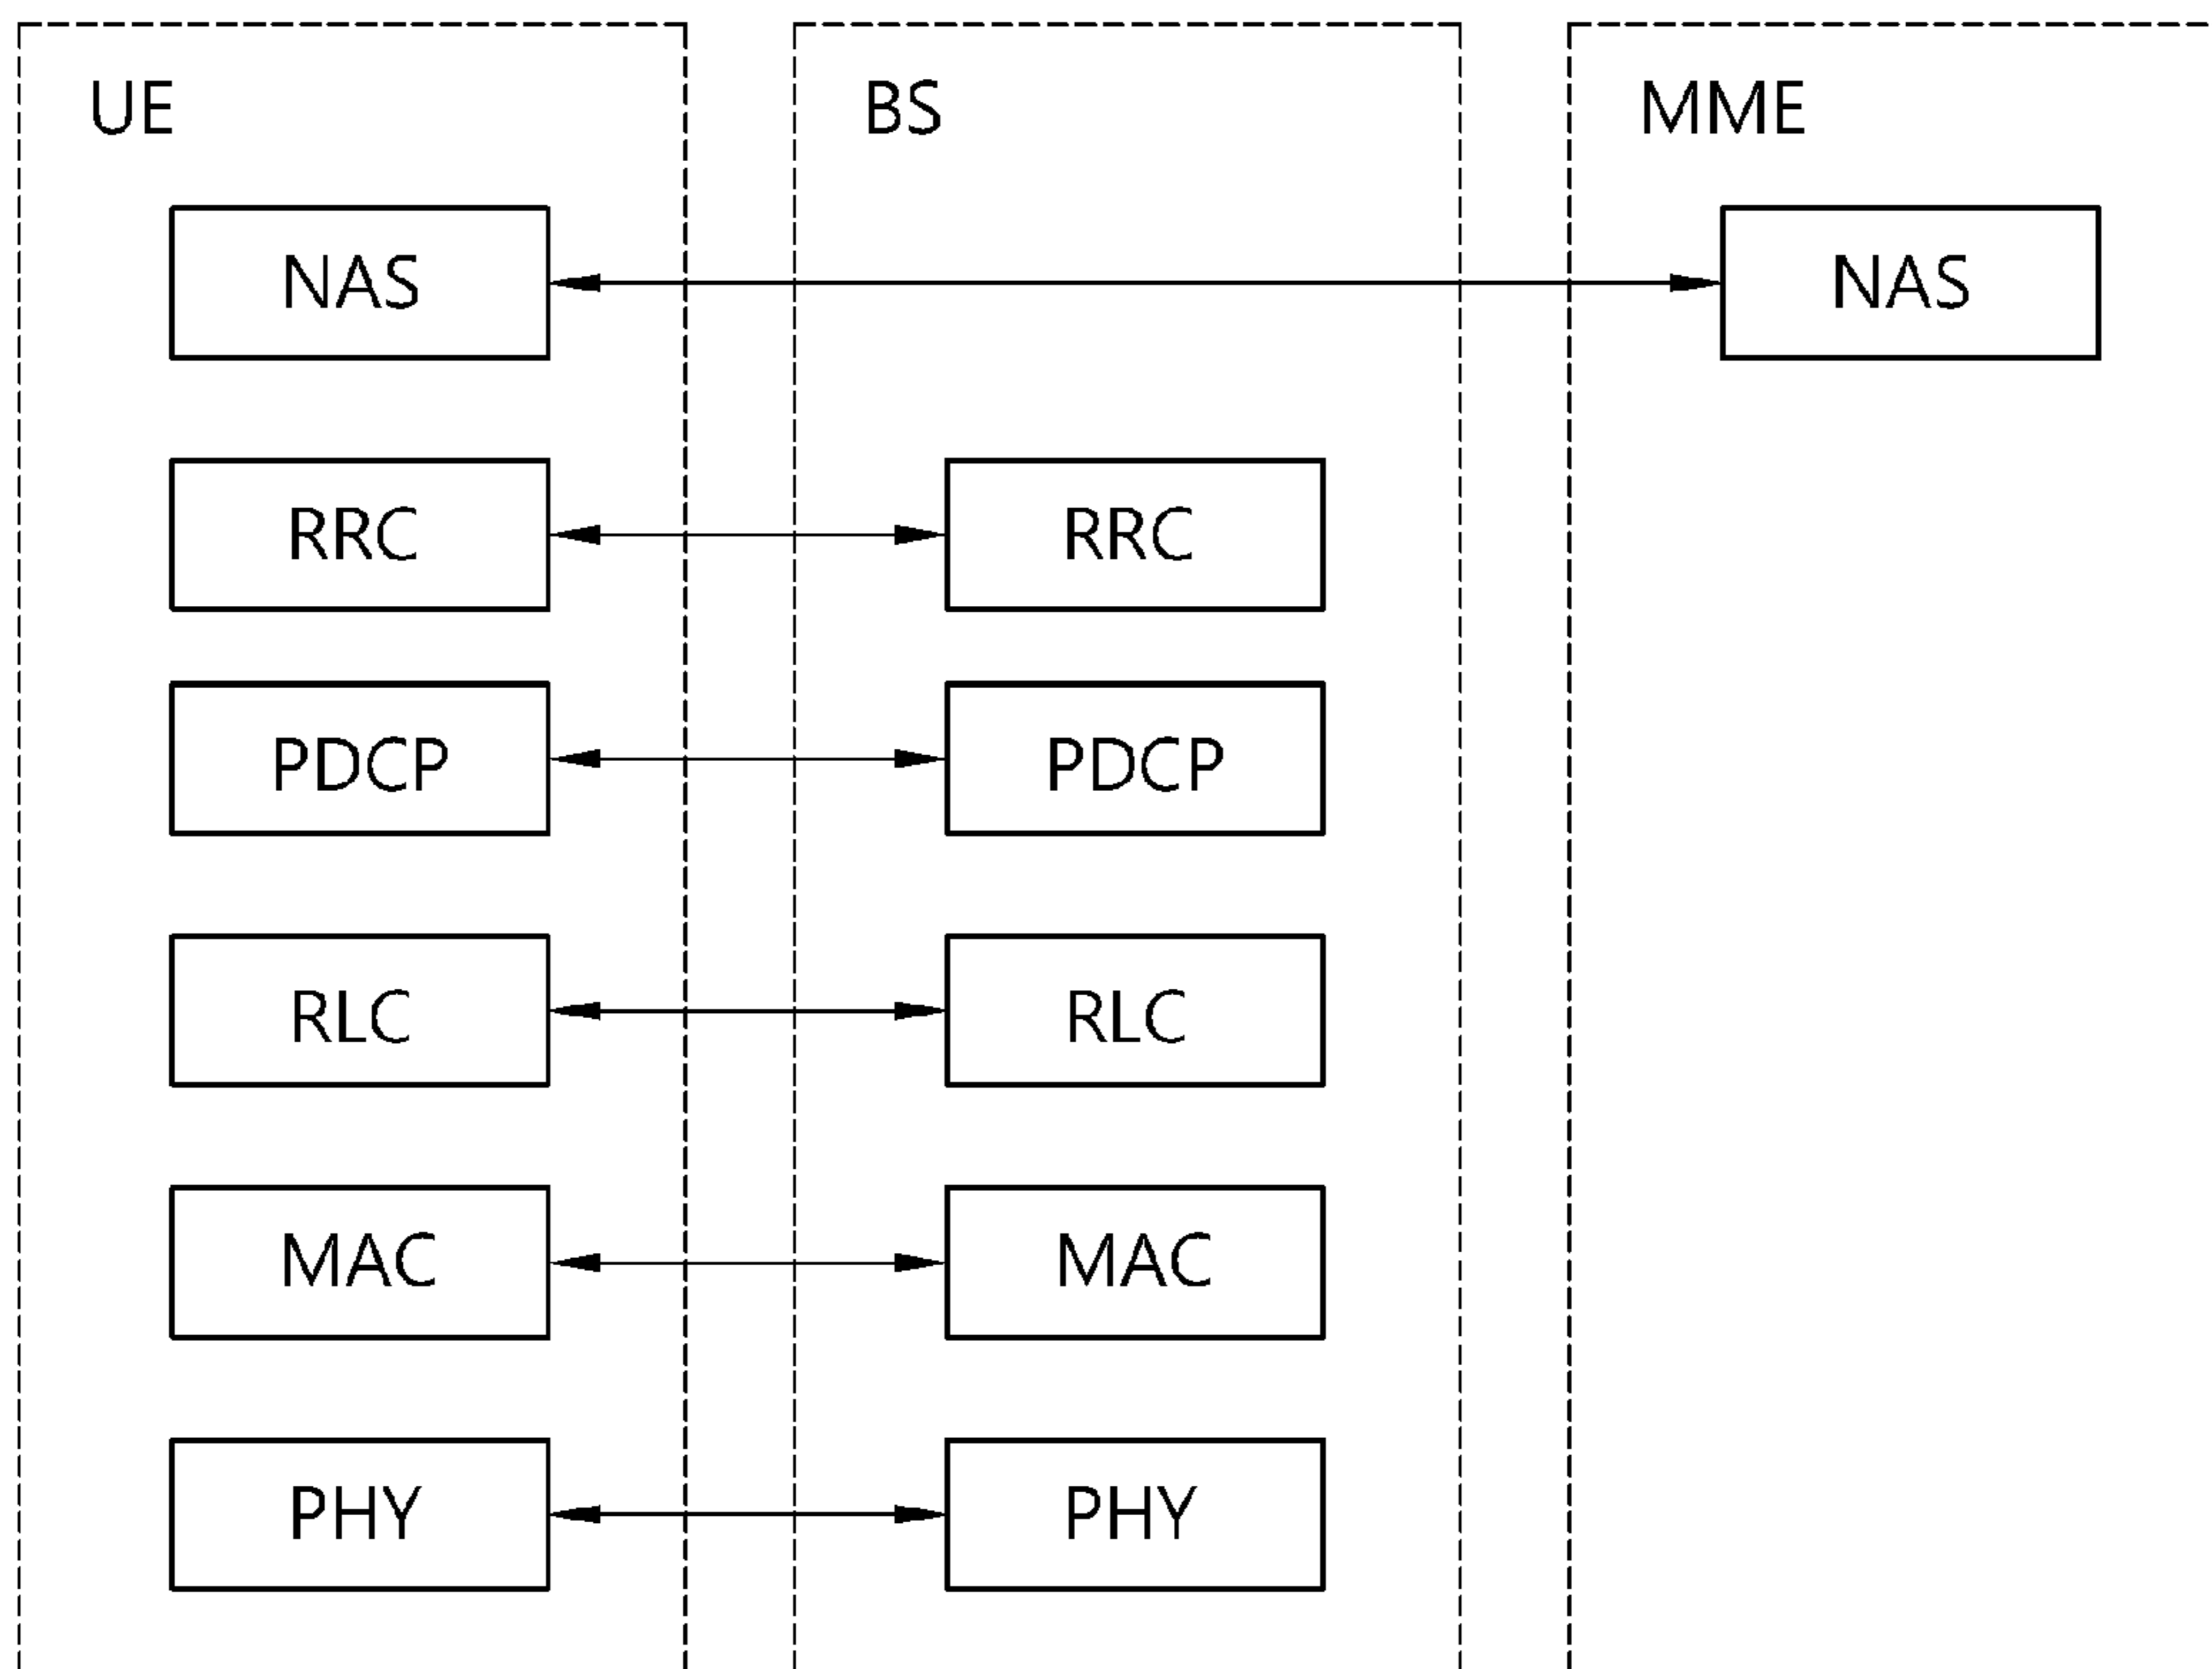 UE BS MME
NAS NAS
RRC RRC
PDCP PDCP
RLC RLC
MAC MAC
PHY PHY